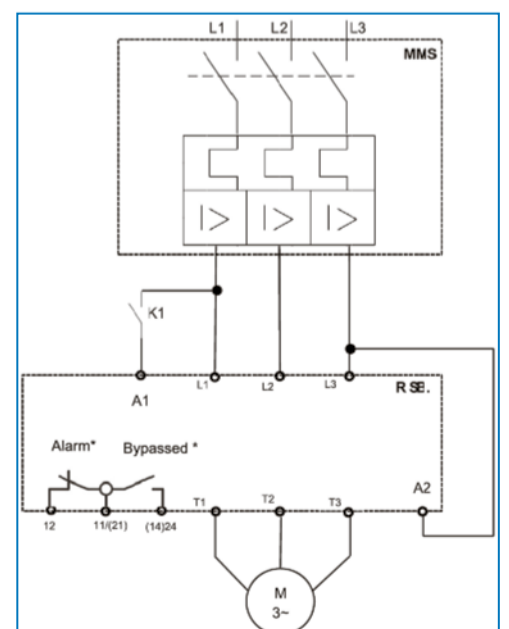 L1 L2 L3
MMS
I> I> I>
K1
A1 L1 L2 L3 RSE.
Alarm* Bypassed *
12 11/(21) (14)24 T1 T2 T3 A2
M
3~